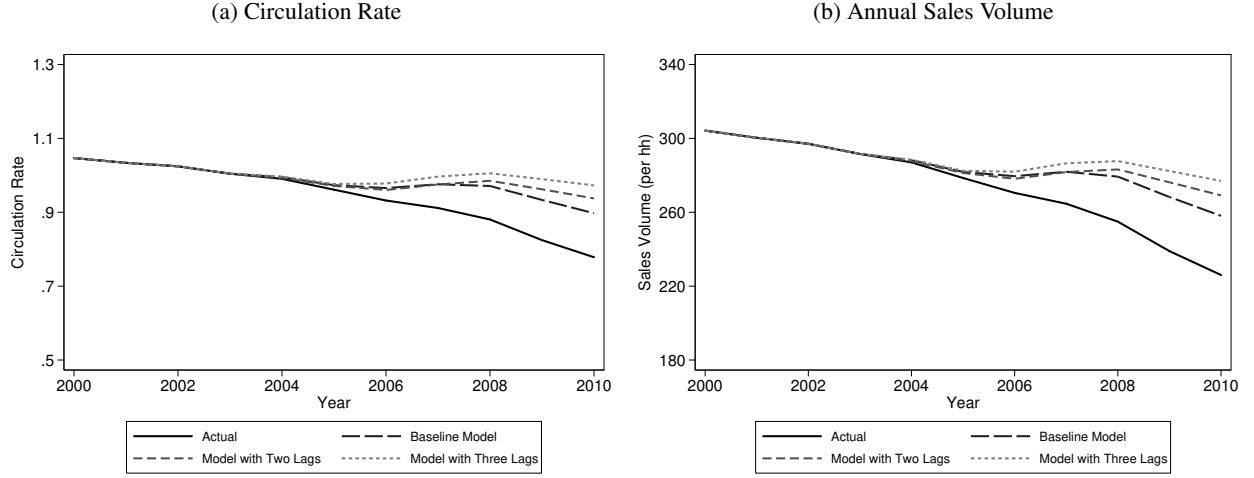 (a) Circulation Rate
1.3
1.1
.9
.7
.5
Circulation Rate
2000 2002 2004 2006 2008 2010
Year
Actual Baseline Model
Model with Two Lags Model with Three Lags
(b) Annual Sales Volume
340
300
260
220
180
Sales Volume (per hh)
2000 2002 2004 2006 2008 2010
Year
Actual Baseline Model
Model with Two Lags Model with Three Lags